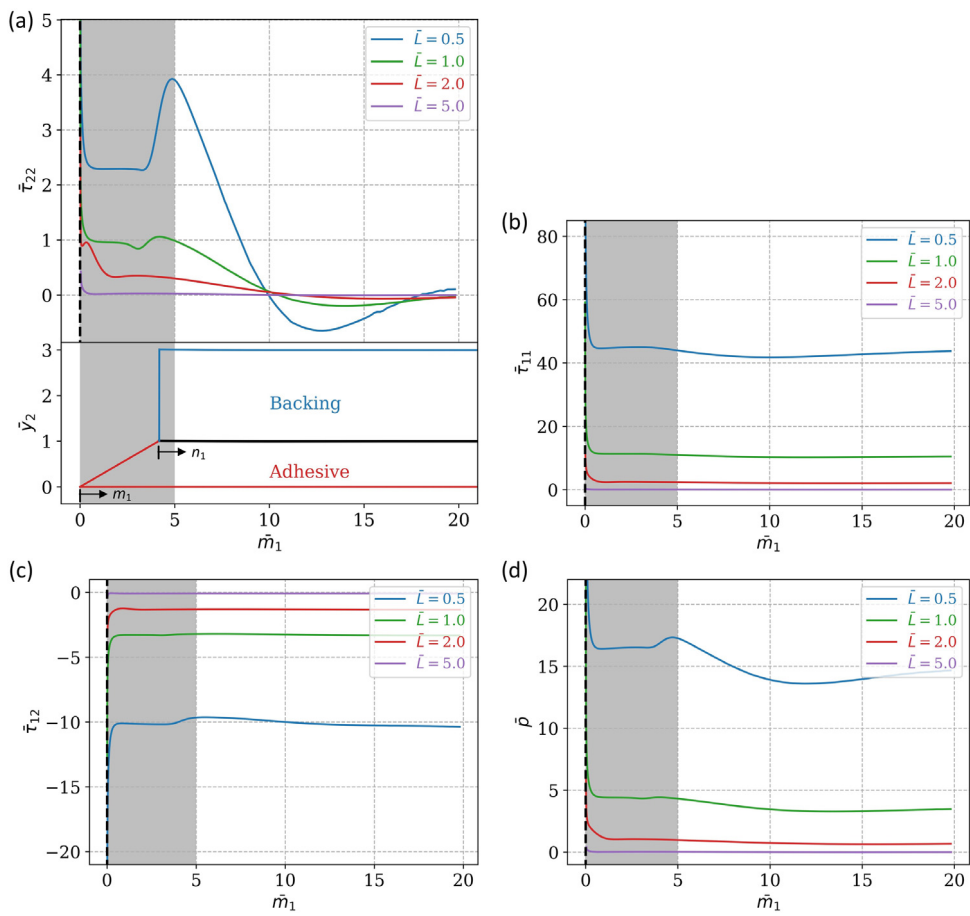 (a)
5
4
3
2
1
0
τ̄₂₂
L̄ = 0.5
L̄ = 1.0
L̄ = 2.0
L̄ = 5.0
3
2
1
0
ȳ₂
Backing
n₁
Adhesive
m₁
0 5 10 15 20
m̄₁
(b)
80
60
40
20
0
τ̄₁₁
L̄ = 0.5
L̄ = 1.0
L̄ = 2.0
L̄ = 5.0
0 5 10 15 20
m̄₁
(c)
0
−5
−10
−15
−20
τ̄₁₂
L̄ = 0.5
L̄ = 1.0
L̄ = 2.0
L̄ = 5.0
0 5 10 15 20
m̄₁
(d)
20
15
10
5
0
p̄
L̄ = 0.5
L̄ = 1.0
L̄ = 2.0
L̄ = 5.0
0 5 10 15 20
m̄₁